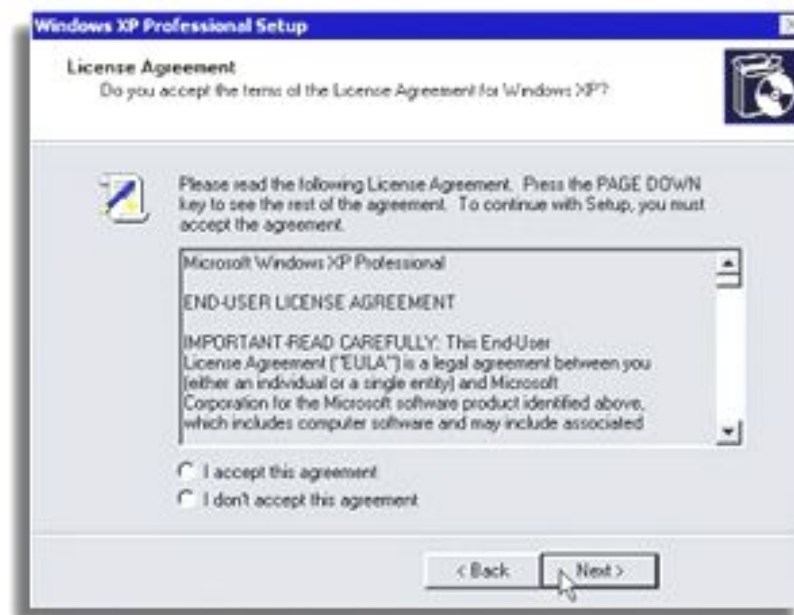 Windows XP Professional Setup
License Agreement
Do you accept the terms of the License Agreement for Windows XP?
Please read the following License Agreement. Press the PAGE DOWN
key to see the rest of the agreement. To continue with Setup, you must
accept the agreement.
Microsoft Windows XP Professional
END-USER LICENSE AGREEMENT
IMPORTANT-READ CAREFULLY: This End-User
License Agreement ("EULA") is a legal agreement between you
(either an individual or a single entity) and Microsoft
Corporation for the Microsoft software product identified above,
which includes computer software and may include associated
I accept this agreement
I don't accept this agreement
< Back
Next >